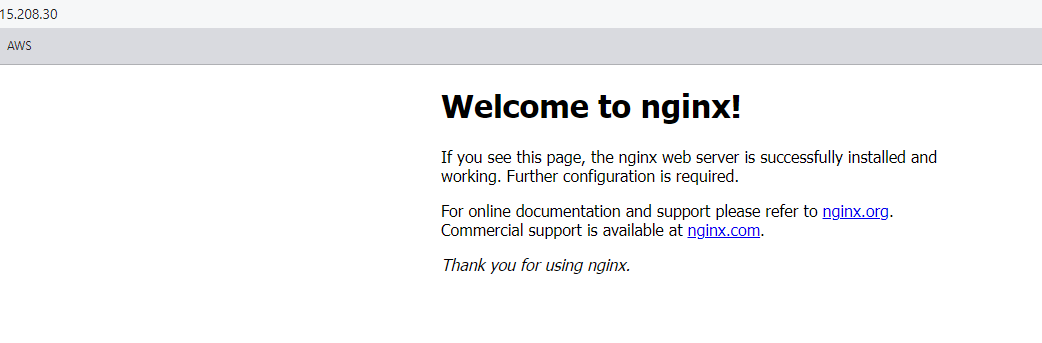 15.208.30
AWS
Welcome to nginx!
If you see this page, the nginx web server is successfully installed and
working. Further configuration is required.
For online documentation and support please refer to nginx.org.
Commercial support is available at nginx.com.
Thank you for using nginx.